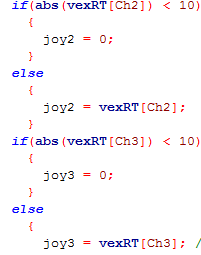 if(abs(vexRT[Ch2]) < 10)
{
joy2 = 0;
}
else
{
joy2 = vexRT[Ch2];
}
if(abs(vexRT[Ch3]) < 10)
{
joy3 = 0;
}
else
{
joy3 = vexRT[Ch3]; /